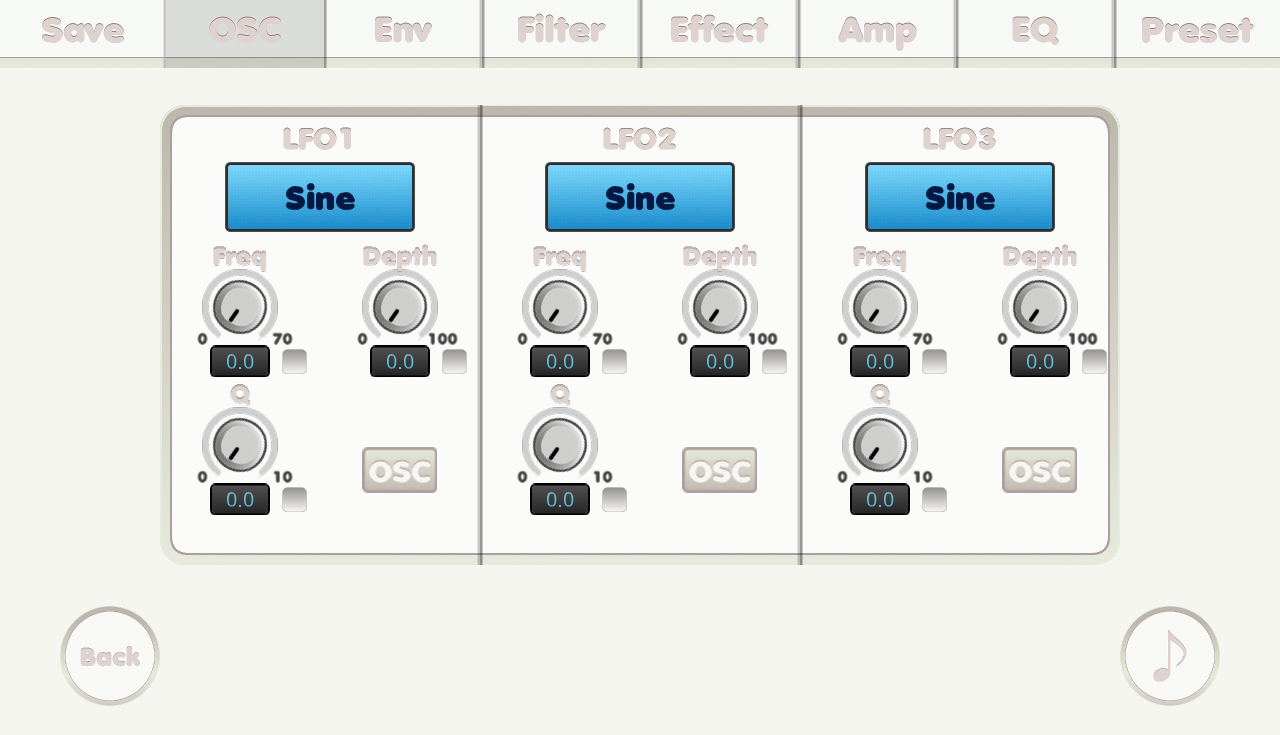 Save OSC Env Filter Effect Amp EQ Preset
LFO1 LFO2 LFO3
Sine Sine Sine
Freq Depth Freq Depth Freq Depth
0 70 0 100 0 70 0 100 0 70 0 100
0.0 0.0 0.0 0.0 0.0 0.0
Q Q Q
OSC OSC OSC
0 10 0 10 0 10
0.0 0.0 0.0
Back